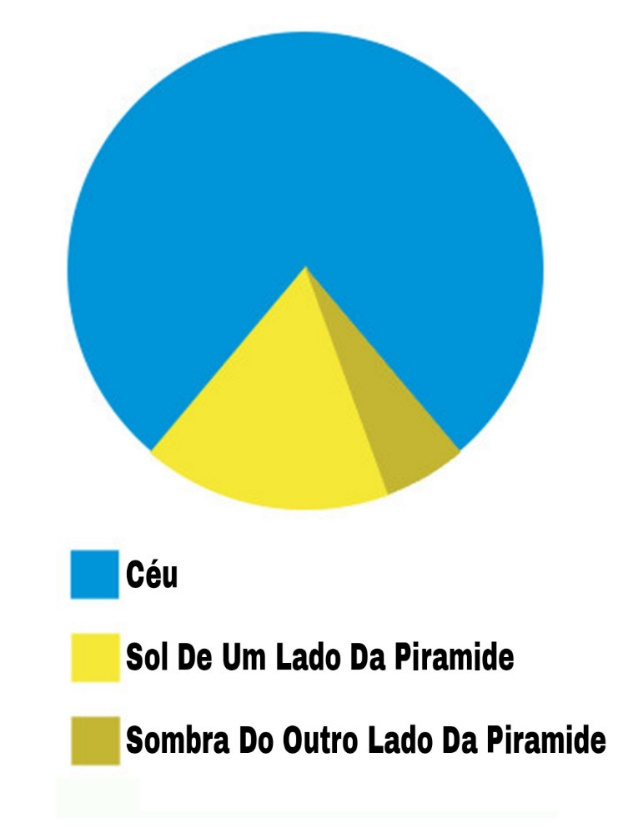 Céu
Sol De Um Lado Da Piramide
Sombra Do Outro Lado Da Piramide